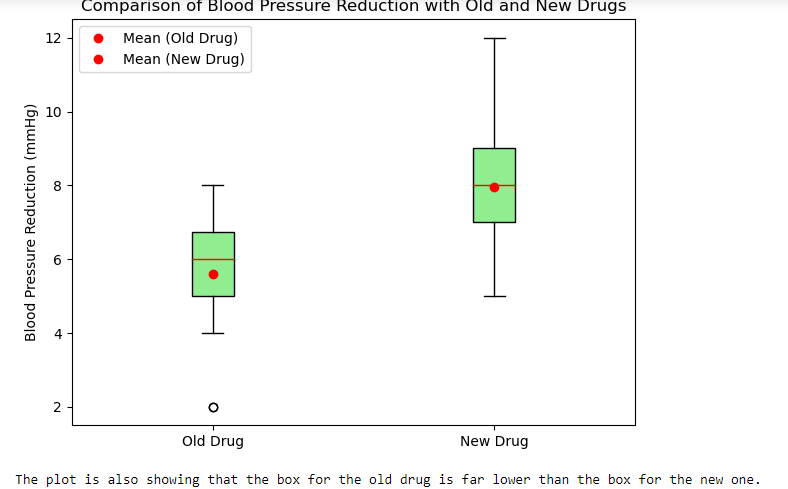 Comparison of Blood Pressure Reduction with Old and New Drugs
12
Mean (Old Drug)
Mean (New Drug)
10
8
6
4
2
Blood Pressure Reduction (mmHg)
Old Drug New Drug
The plot is also showing that the box for the old drug is far lower than the box for the new one.